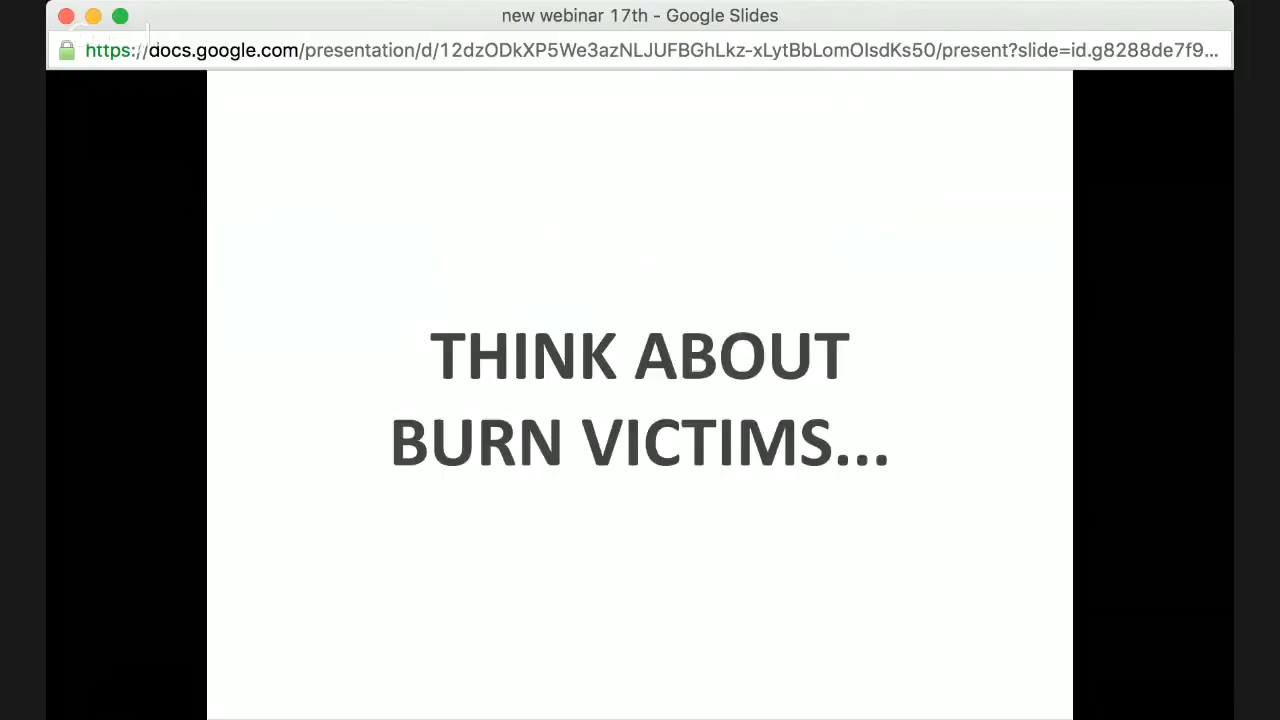 new webinar 17th - Google Slides
https://docs.google.com/presentation/d/12dzODkXP5We3azNLJUFBGhLkz-xLytBbLomOIsdKs50/present?slide=id.g8288de7f9...
THINK ABOUT
BURN VICTIMS...